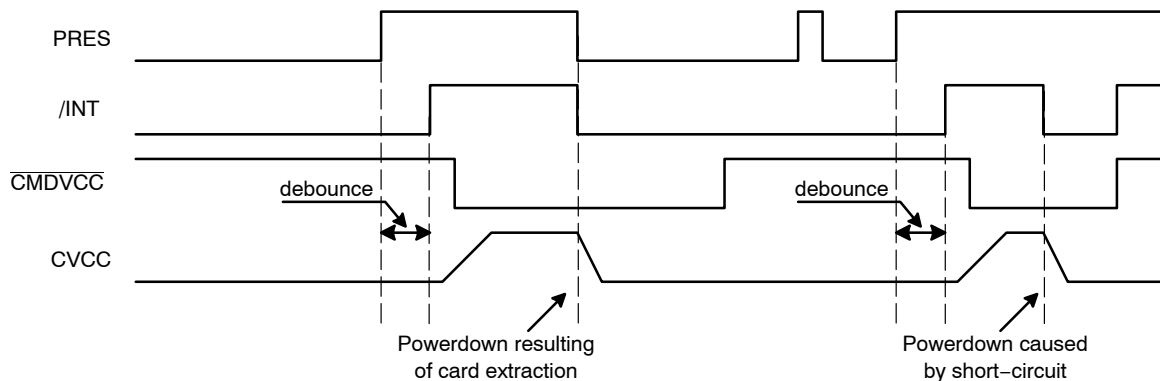 PRES
/INT
CMDVCC
debounce
debounce
CVCC
Powerdown resulting
of card extraction
Powerdown caused
by short−circuit